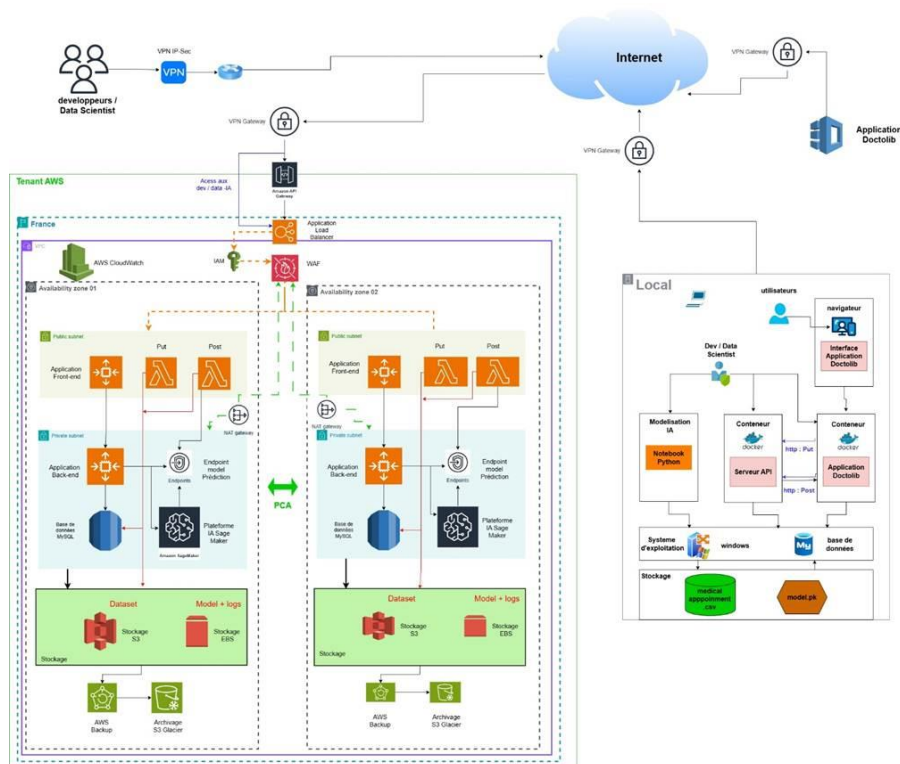 Internet
VPN IP-Sec
VPN
developpeurs /
Data Scientist
VPN Gateway
VPN Gateway
VPN Gateway
Application
Doctolib
Tenant AWS
Acess aux
dev / data -IA
Amazon API
Gateway
France
Application
Load
Balancer
VPC
AWS CloudWatch
IAM
WAF
Availability zone 01
Public subnet
Put
Post
Application
Front-end
NAT gateway
Private subnet
Application
Back-end
Endpoints
Endpoint
model
Prédiction
Base de
données
MySQL
Plateforme
IA Sage
Maker
Amazon SageMaker
Dataset
Model + logs
Stockage
S3
Stockage
EBS
Stockage
AWS
Backup
Archivage
S3 Glacier
PCA
Availability zone 02
Public subnet
Put
Post
Application
Front-end
NAT gateway
Private subnet
Application
Back-end
Endpoints
Endpoint
model
Prédiction
Base de
données
MySQL
Plateforme
IA Sage
Maker
Amazon SageMaker
Dataset
Model + logs
Stockage
S3
Stockage
EBS
Stockage
AWS
Backup
Archivage
S3 Glacier
Local
utilisateurs
navigateur
Interface
Application
Doctolib
Dev / Data
Scientist
Modelisation
IA
Notebook
Python
Conteneur
docker
Serveur API
http : Put
http : Post
Conteneur
docker
Application
Doctolib
Systeme
d'exploitation
windows
My
base de
données
Stockage
medical
apppoinment
.csv
model.pk